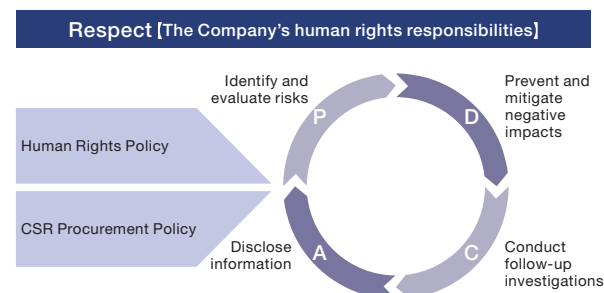 Respect【The Company's human rights responsibilities】
Identify and
evaluate risks
P
D
Prevent and
mitigate
negative
impacts
Human Rights Policy
CSR Procurement Policy
Disclose
information
A
C
Conduct
follow-up
investigations